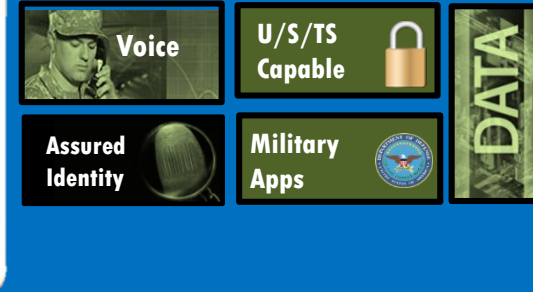 Voice
U/S/TS
Capable
DATA
Assured
Identity
Military
Apps